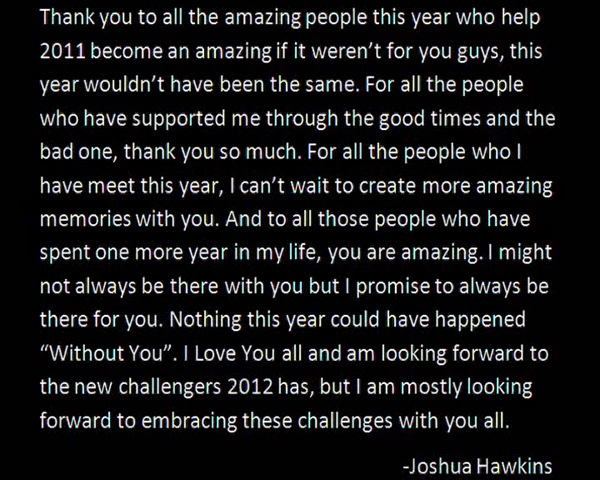 Thank you to all the amazing people this year who help
2011 become an amazing if it weren't for you guys, this
year wouldn't have been the same. For all the people
who have supported me through the good times and the
bad one, thank you so much. For all the people who I
have meet this year, I can't wait to create more amazing
memories with you. And to all those people who have
spent one more year in my life, you are amazing. I might
not always be there with you but I promise to always be
there for you. Nothing this year could have happened
“Without You”. I Love You all and am looking forward to
the new challengers 2012 has, but I am mostly looking
forward to embracing these challenges with you all.
-Joshua Hawkins